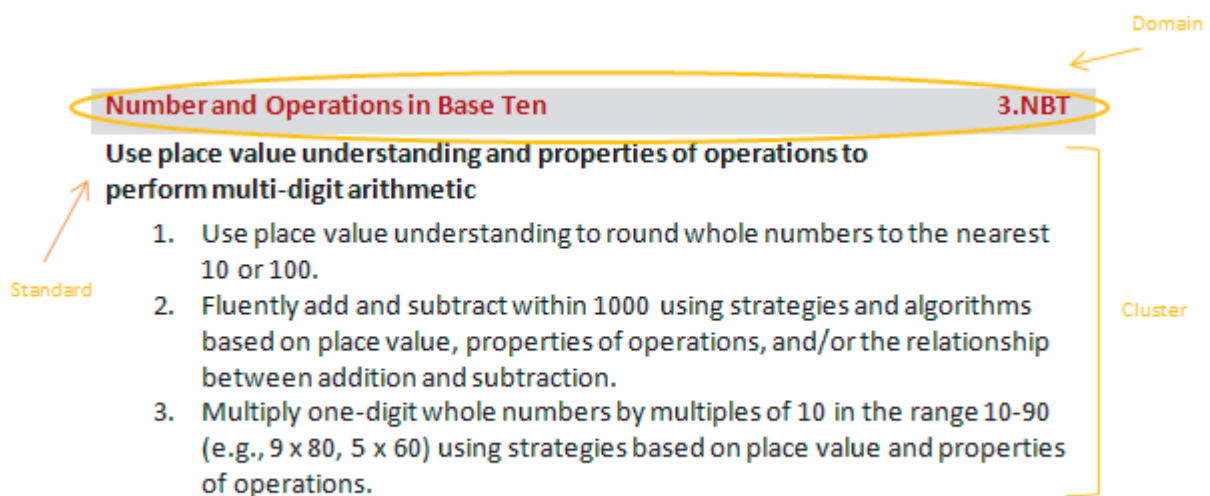 Domain
Number and Operations in Base Ten 3.NBT
Use place value understanding and properties of operations to
perform multi-digit arithmetic
1. Use place value understanding to round whole numbers to the nearest
10 or 100.
Standard
2. Fluently add and subtract within 1000 using strategies and algorithms
Cluster
based on place value, properties of operations, and/or the relationship
between addition and subtraction.
3. Multiply one-digit whole numbers by multiples of 10 in the range 10-90
(e.g., 9 x 80, 5 x 60) using strategies based on place value and properties
of operations.